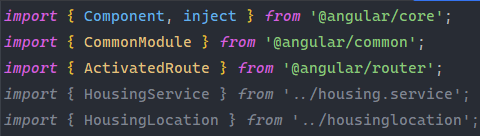 import { Component, inject } from '@angular/core';
import { CommonModule } from '@angular/common';
import { ActivatedRoute } from '@angular/router';
import { HousingService } from '../housing.service';
import { HousingLocation } from '../housinglocation';